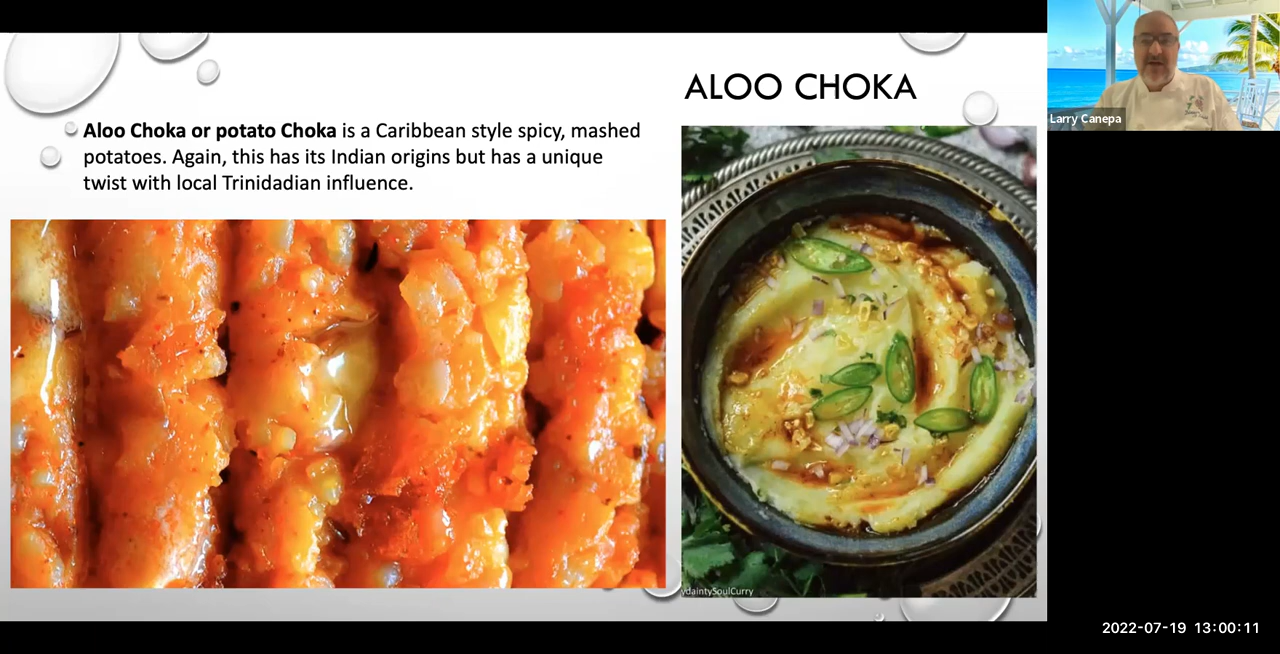 ALOO CHOKA
Aloo Choka or potato Choka is a Caribbean style spicy, mashed
potatoes. Again, this has its Indian origins but has a unique
twist with local Trinidadian influence.
ydaintySoulCurry
Larry Canepa
2022-07-19 13:00:11